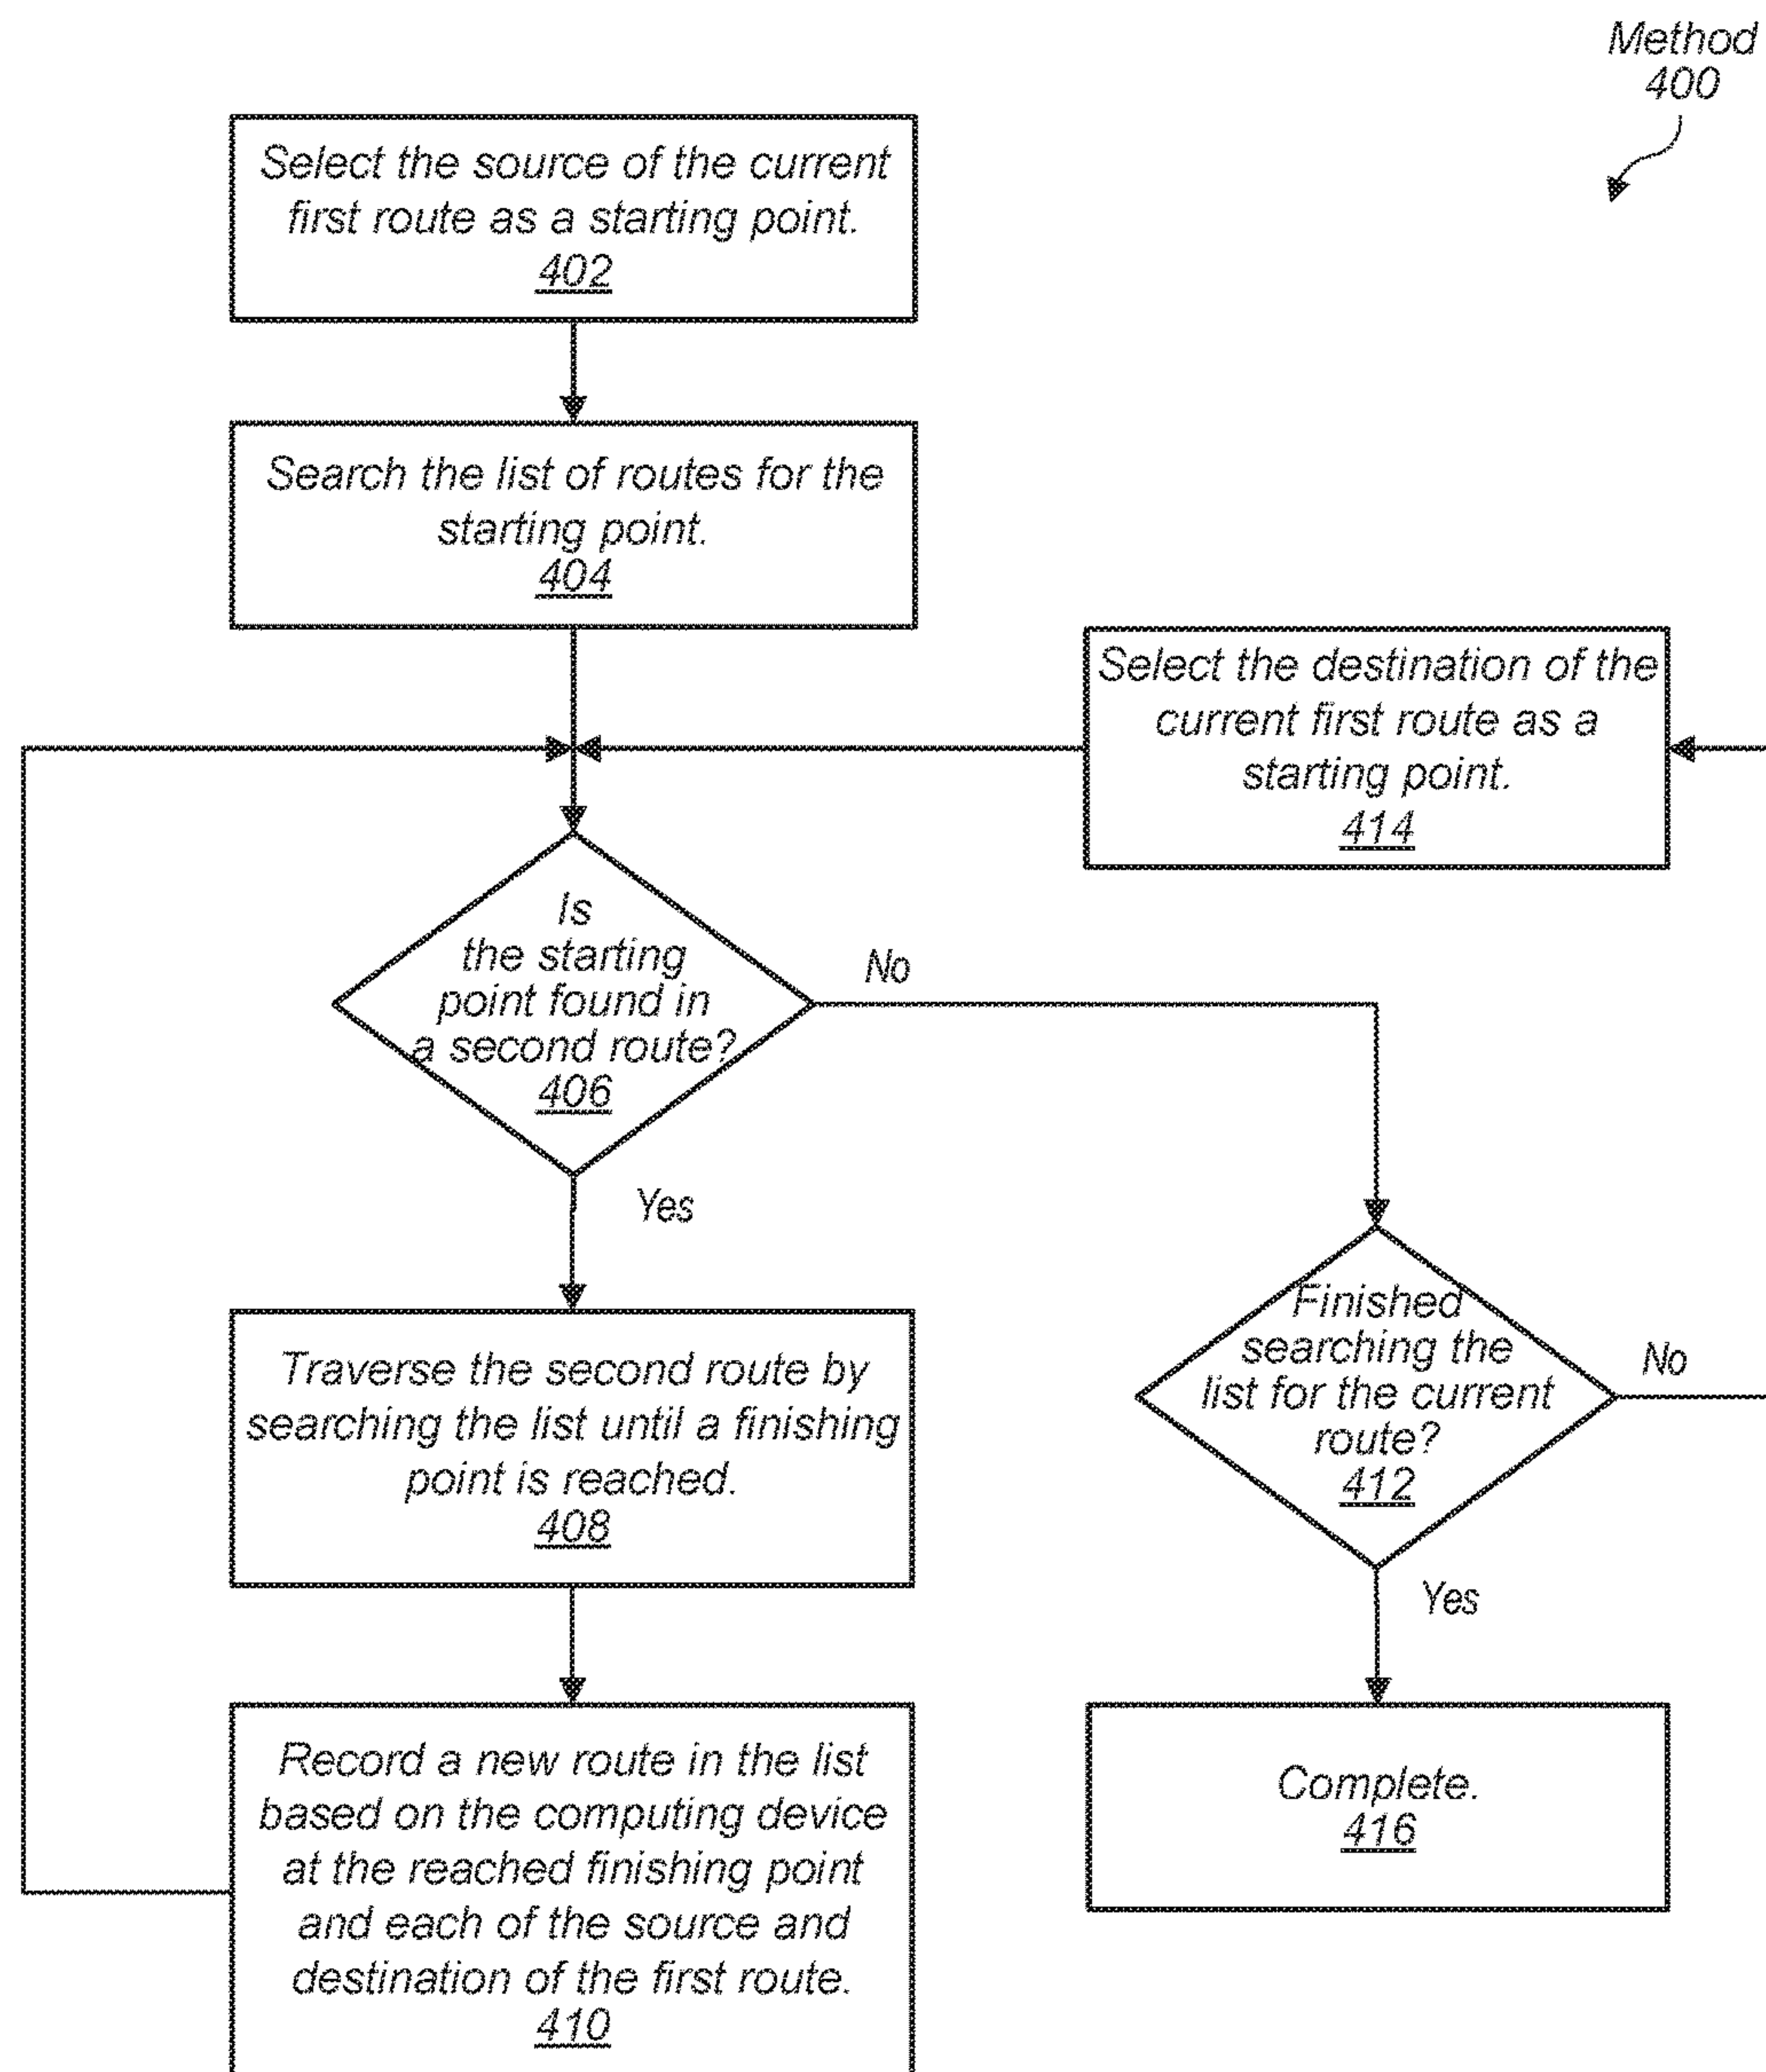 Method
400
Select the source of the current
first route as a starting point.
402
Search the list of routes for the
starting point.
404
Select the destination of the
current first route as a
starting point.
414
Is
the starting
point found in
a second route?
406
No
Yes
Finished
searching the
list for the current
route?
412
No
Yes
Traverse the second route by
searching the list until a finishing
point is reached.
408
Record a new route in the list
based on the computing device
at the reached finishing point
and each of the source and
destination of the first route.
410
Complete.
416